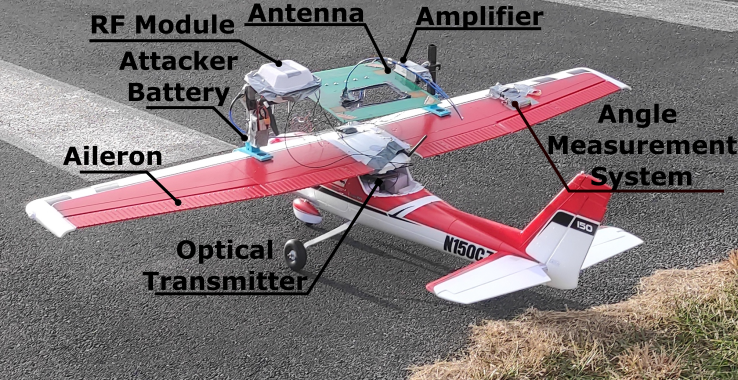 Antenna
Amplifier
RF Module
Attacker
Battery
Aileron
Angle
Measurement
System
Optical
Transmitter
150